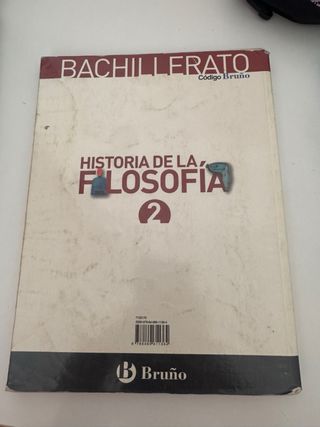 BACHILLERATO
Código Bruño
HISTORIA DE LA
FILOSOFÍA
2
B Bruño